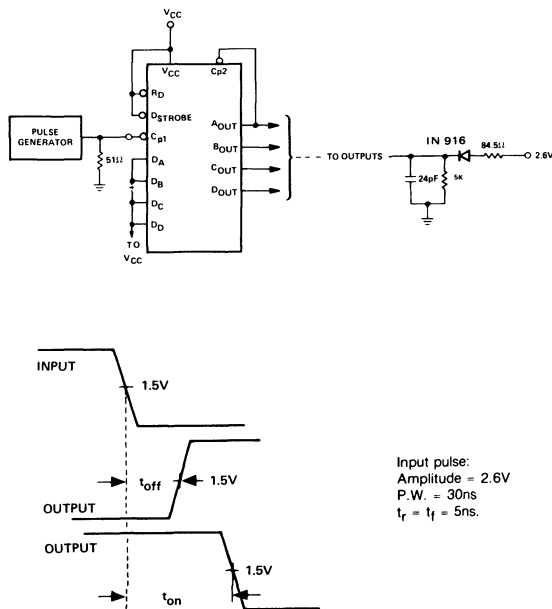 VCC
VCC
Cp2
RD
DSTROBE
Cp1
DA
DB
DC
DD
AOUT
BOUT
COUT
DOUT
PULSE
GENERATOR
51Ω
TO
VCC
TO OUTPUTS
IN 916
84.5Ω
2.6V
24pF
5K
INPUT
1.5V
toff
1.5V
OUTPUT
OUTPUT
1.5V
ton
Input pulse:
Amplitude = 2.6V
P.W. = 30ns
tr = tf = 5ns.